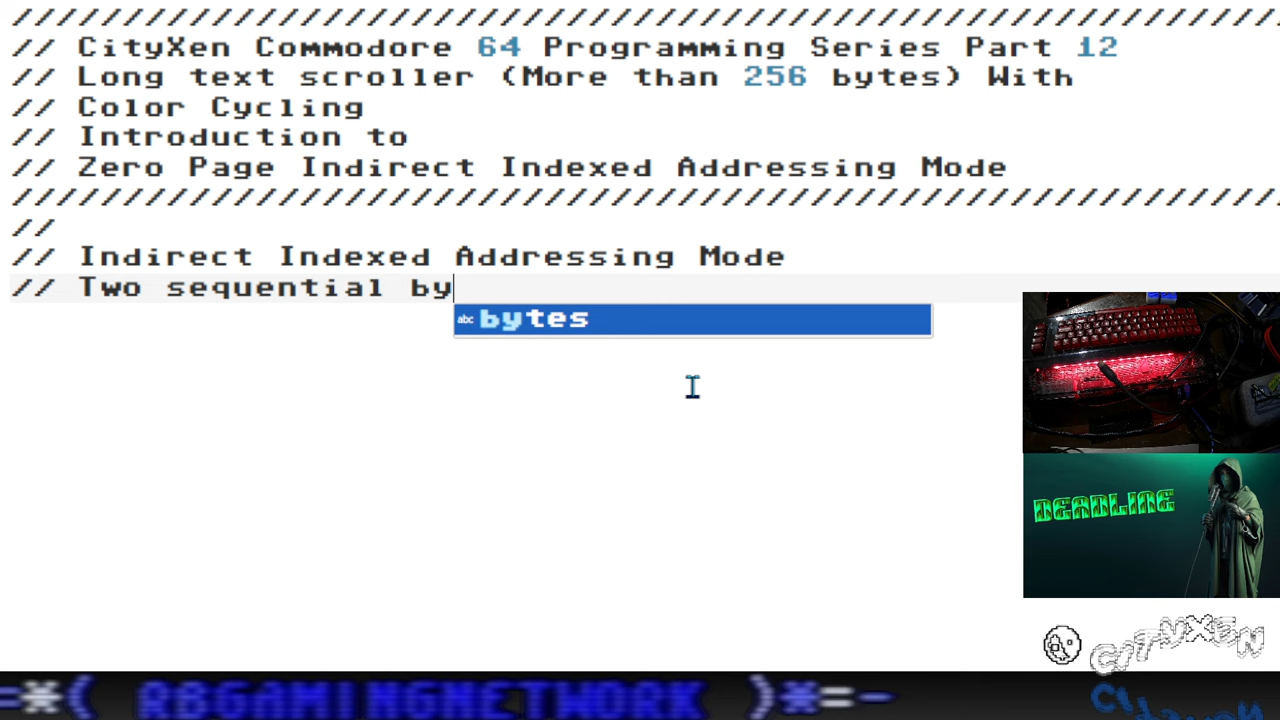 ////////////////////////////////////////////////////////////
// CityXen Commodore 64 Programming Series Part 12
// Long text scroller (More than 256 bytes) With
// Color Cycling
// Introduction to
// Zero Page Indirect Indexed Addressing Mode
////////////////////////////////////////////////////////////
//
// Indirect Indexed Addressing Mode
// Two sequential by
abc bytes
DEADLINE
CITYXEN
=*( RBGAMINGNETWORK )*=-